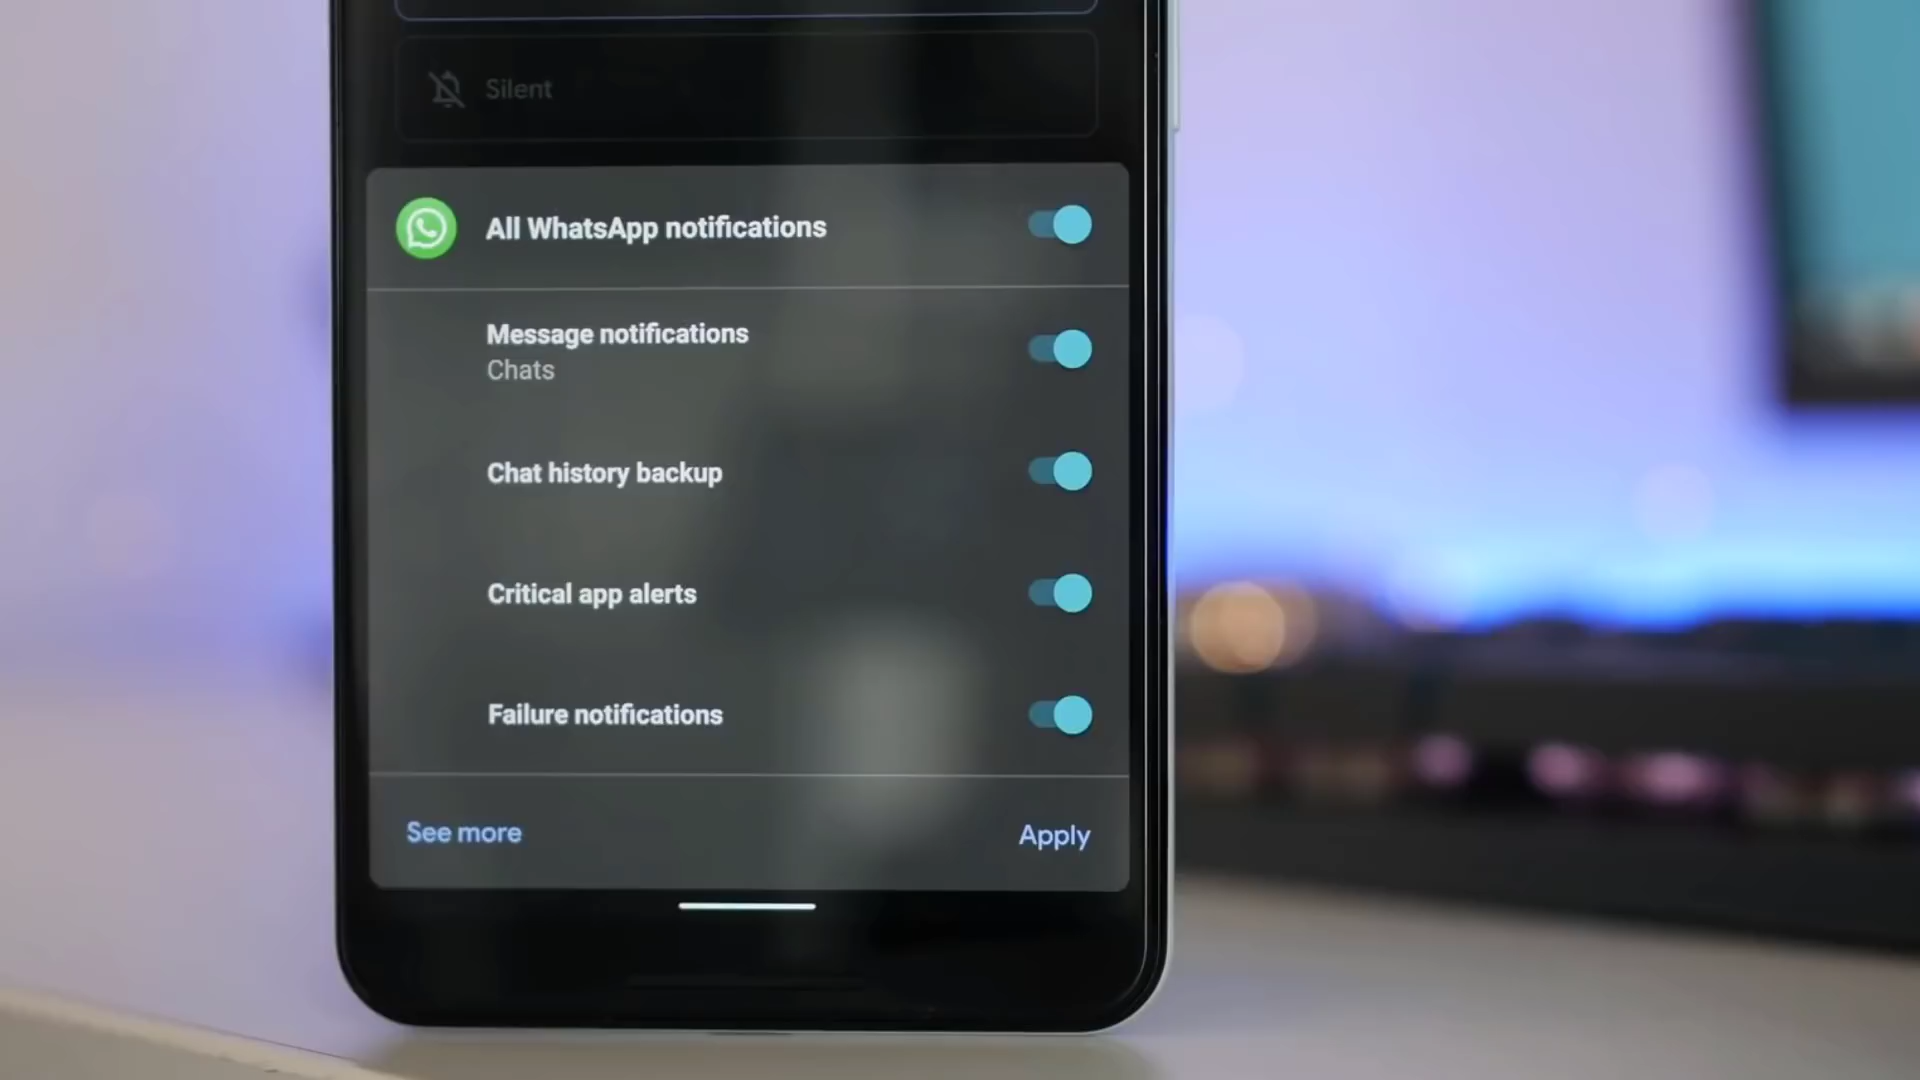 Silent
All WhatsApp notifications
Message notifications
Chats
Chat history backup
Critical app alerts
Failure notifications
See more
Apply